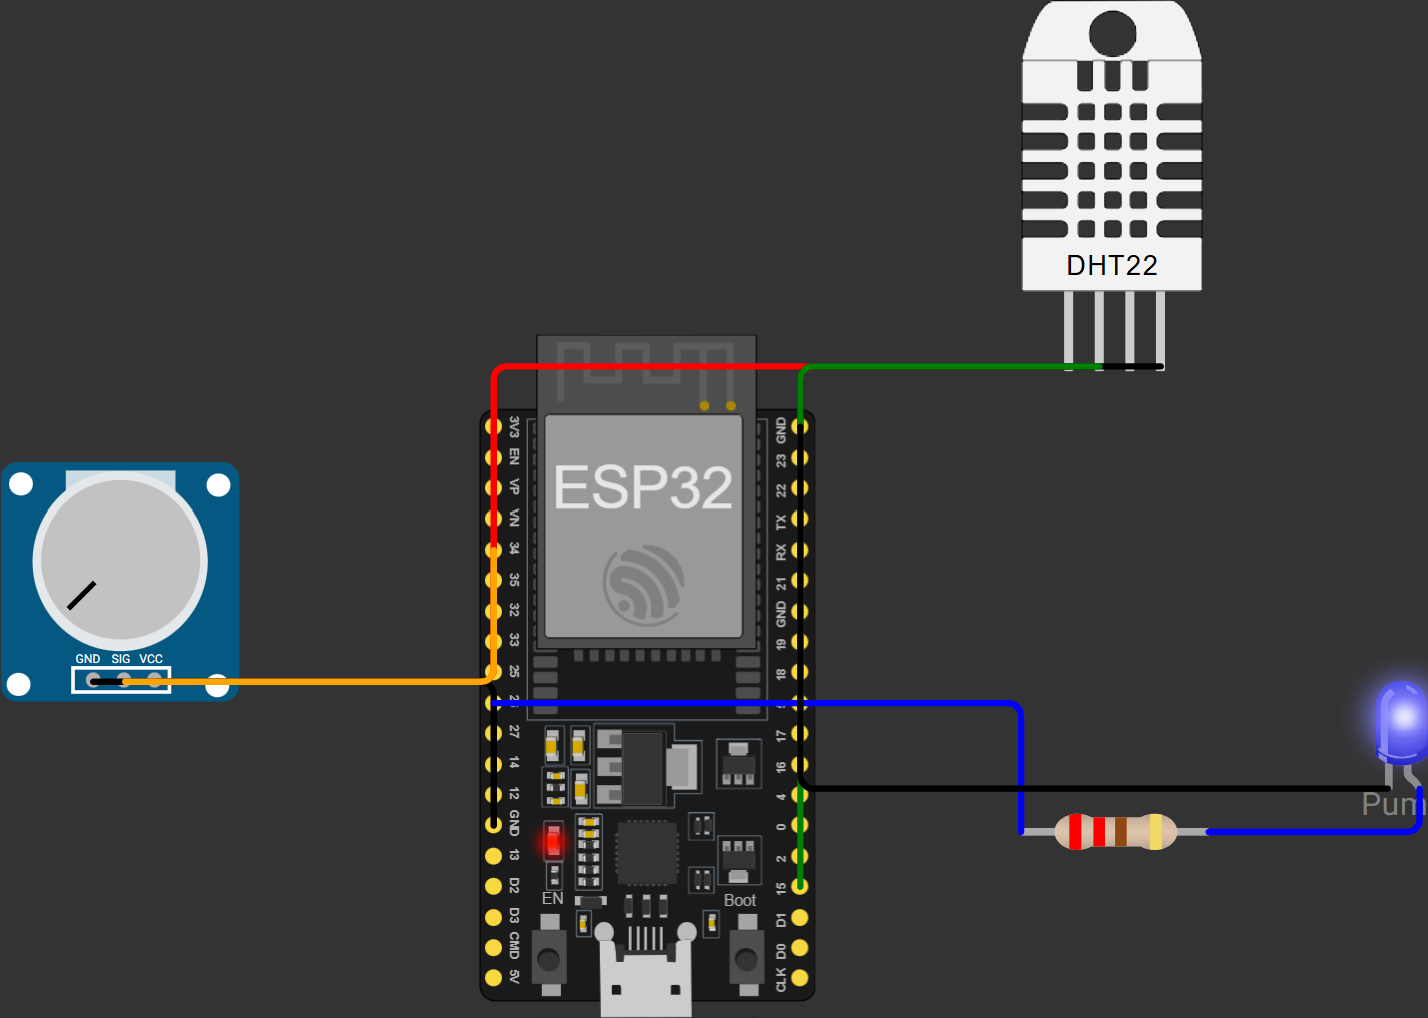 DHT22
ESP32
3V3
EN
VP
VN
34
35
32
33
25
27
14
12
GND
13
D2
D3
CMD
5V
GND
23
22
TX
RX
21
GND
19
18
17
16
4
0
2
15
D1
D0
CLK
GND SIG VCC
EN
Boot